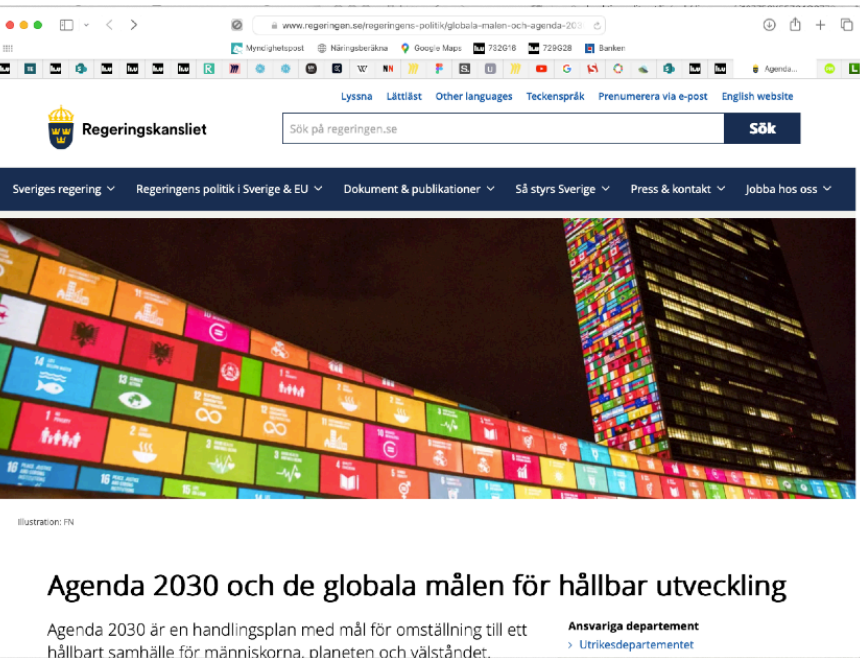 www.regeringen.se/regeringens-politik/globala-malen-och-agenda-203
Myndighetspost Näringsberäkna Google Maps 732G16 729G28 Banken
Agenda...
Lyssna Lättläst Other languages Teckenspråk Prenumerera via e-post English website
Regeringskansliet
Sök på regeringen.se
Sök
Sveriges regering Regeringens politik i Sverige & EU Dokument & publikationer Så styrs Sverige Press & kontakt Jobba hos oss
Illustration: FN
Agenda 2030 och de globala målen för hållbar utveckling
Agenda 2030 är en handlingsplan med mål för omställning till ett
hållbart samhälle för människorna, planeten och välståndet.
Ansvariga departement
> Utrikesdepartementet